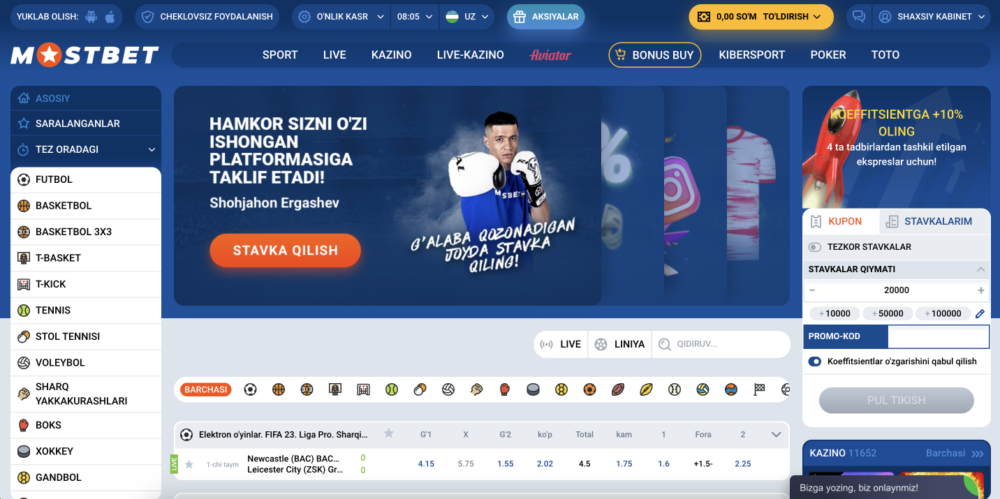 YUKLAB OLISH:
CHEKLOVSIZ FOYDALANISH
O'NLIK KASR
08:05
UZ
AKSIYALAR
0,00 SO'M TO'LDIRISH
SHAXSIY KABINET
MOSTBET
SPORT
LIVE
KAZINO
LIVE-KAZINO
Aviator
BONUS BUY
KIBERSPORT
POKER
TOTO
ASOSIY
SARALANGANLAR
TEZ ORADAGI
FUTBOL
BASKETBOL
BASKETBOL 3X3
T-BASKET
T-KICK
TENNIS
STOL TENNISI
VOLEYBOL
SHARQ
YAKKAKURASHLARI
BOKS
XOKKEY
GANDBOL
HAMKOR SIZNI O'ZI
ISHONGAN
PLATFORMASIGA
TAKLIF ETADI!
Shohjahon Ergashev
STAVKA QILISH
MSBET
G'ALABA QOZONADIGAN
JOYDA STAVKA
QILING!
%
KOEFFITSIENTGA +10%
OLING
4 ta tadbirlardan tashkil etilgan
ekspreslar uchun!
KUPON
STAVKALARIM
TEZKOR STAVKALAR
STAVKALAR QIYMATI
− 20000 +
+10000 +50000 +100000
PROMO-KOD
Koeffitsientlar o'zgarishini qabul qilish
PUL TIKISH
LIVE
LINIYA
QIDIRUV...
BARCHASI
Elektron o'yinlar. FIFA 23. Liga Pro. Sharqi... G'1 X G'2 ko'p Total kam 1 Fora 2
LIVE
1-chi taym
Newcastle (BAC) BAC... 0
Leicester City (ZSK) Gr... 0
4.15 5.75 1.55 2.02 4.5 1.75 1.6 +1.5- 2.25
KAZINO 11652
Barchasi
Bizga yozing, biz onlaynmiz!